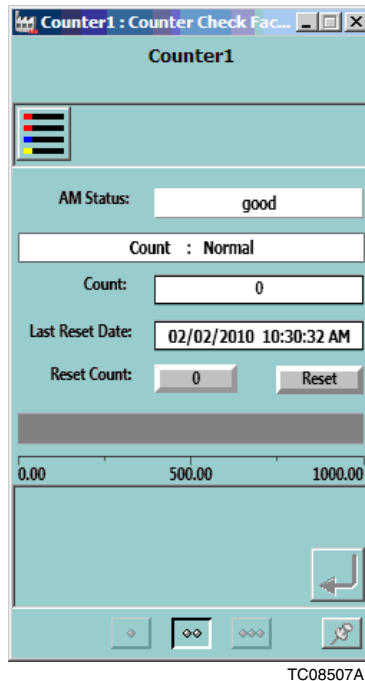 Counter1 : Counter Check Fac...
Counter1
AM Status: good
Count : Normal
Count: 0
Last Reset Date: 02/02/2010 10:30:32 AM
Reset Count: 0 Reset
0.00 500.00 1000.00
TC08507A